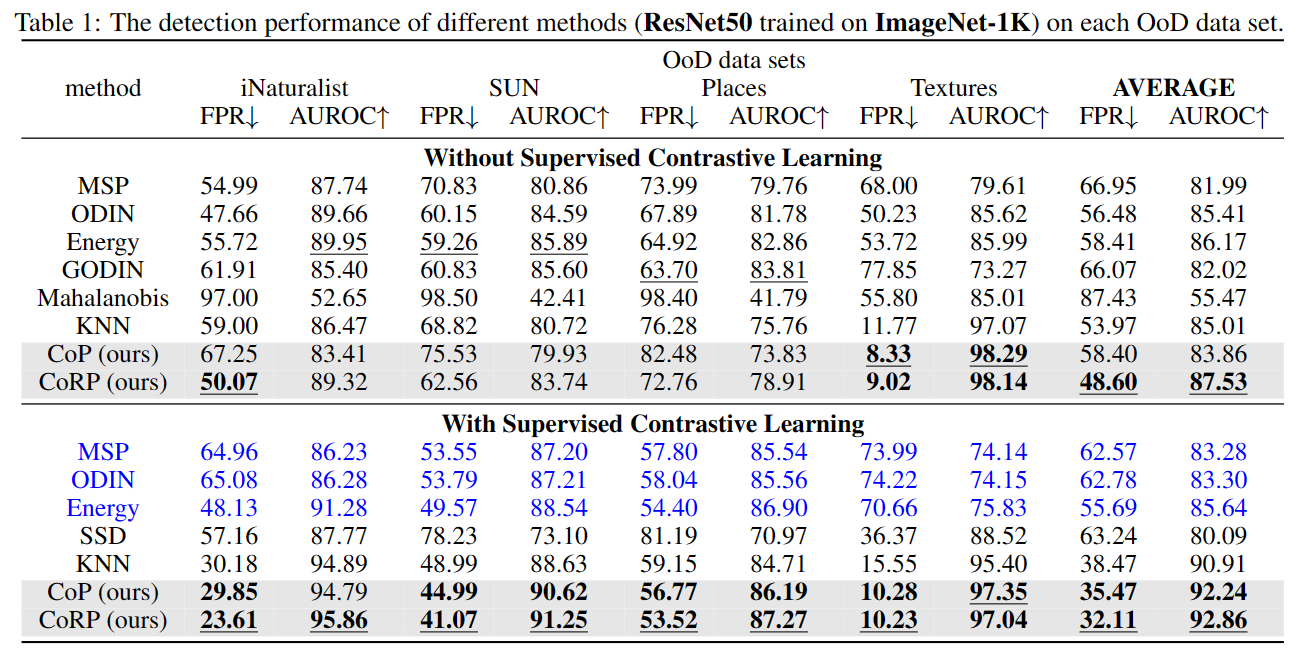 Table 1: The detection performance of different methods (ResNet50 trained on ImageNet-1K) on each OoD data set.
OoD data sets
method iNaturalist SUN Places Textures AVERAGE
FPR↓ AUROC↑ FPR↓ AUROC↑ FPR↓ AUROC↑ FPR↓ AUROC↑ FPR↓ AUROC↑
Without Supervised Contrastive Learning
MSP 54.99 87.74 70.83 80.86 73.99 79.76 68.00 79.61 66.95 81.99
ODIN 47.66 89.66 60.15 84.59 67.89 81.78 50.23 85.62 56.48 85.41
Energy 55.72 89.95 59.26 85.89 64.92 82.86 53.72 85.99 58.41 86.17
GODIN 61.91 85.40 60.83 85.60 63.70 83.81 77.85 73.27 66.07 82.02
Mahalanobis 97.00 52.65 98.50 42.41 98.40 41.79 55.80 85.01 87.43 55.47
KNN 59.00 86.47 68.82 80.72 76.28 75.76 11.77 97.07 53.97 85.01
CoP (ours) 67.25 83.41 75.53 79.93 82.48 73.83 8.33 98.29 58.40 83.86
CoRP (ours) 50.07 89.32 62.56 83.74 72.76 78.91 9.02 98.14 48.60 87.53
With Supervised Contrastive Learning
MSP 64.96 86.23 53.55 87.20 57.80 85.54 73.99 74.14 62.57 83.28
ODIN 65.08 86.28 53.79 87.21 58.04 85.56 74.22 74.15 62.78 83.30
Energy 48.13 91.28 49.57 88.54 54.40 86.90 70.66 75.83 55.69 85.64
SSD 57.16 87.77 78.23 73.10 81.19 70.97 36.37 88.52 63.24 80.09
KNN 30.18 94.89 48.99 88.63 59.15 84.71 15.55 95.40 38.47 90.91
CoP (ours) 29.85 94.79 44.99 90.62 56.77 86.19 10.28 97.35 35.47 92.24
CoRP (ours) 23.61 95.86 41.07 91.25 53.52 87.27 10.23 97.04 32.11 92.86